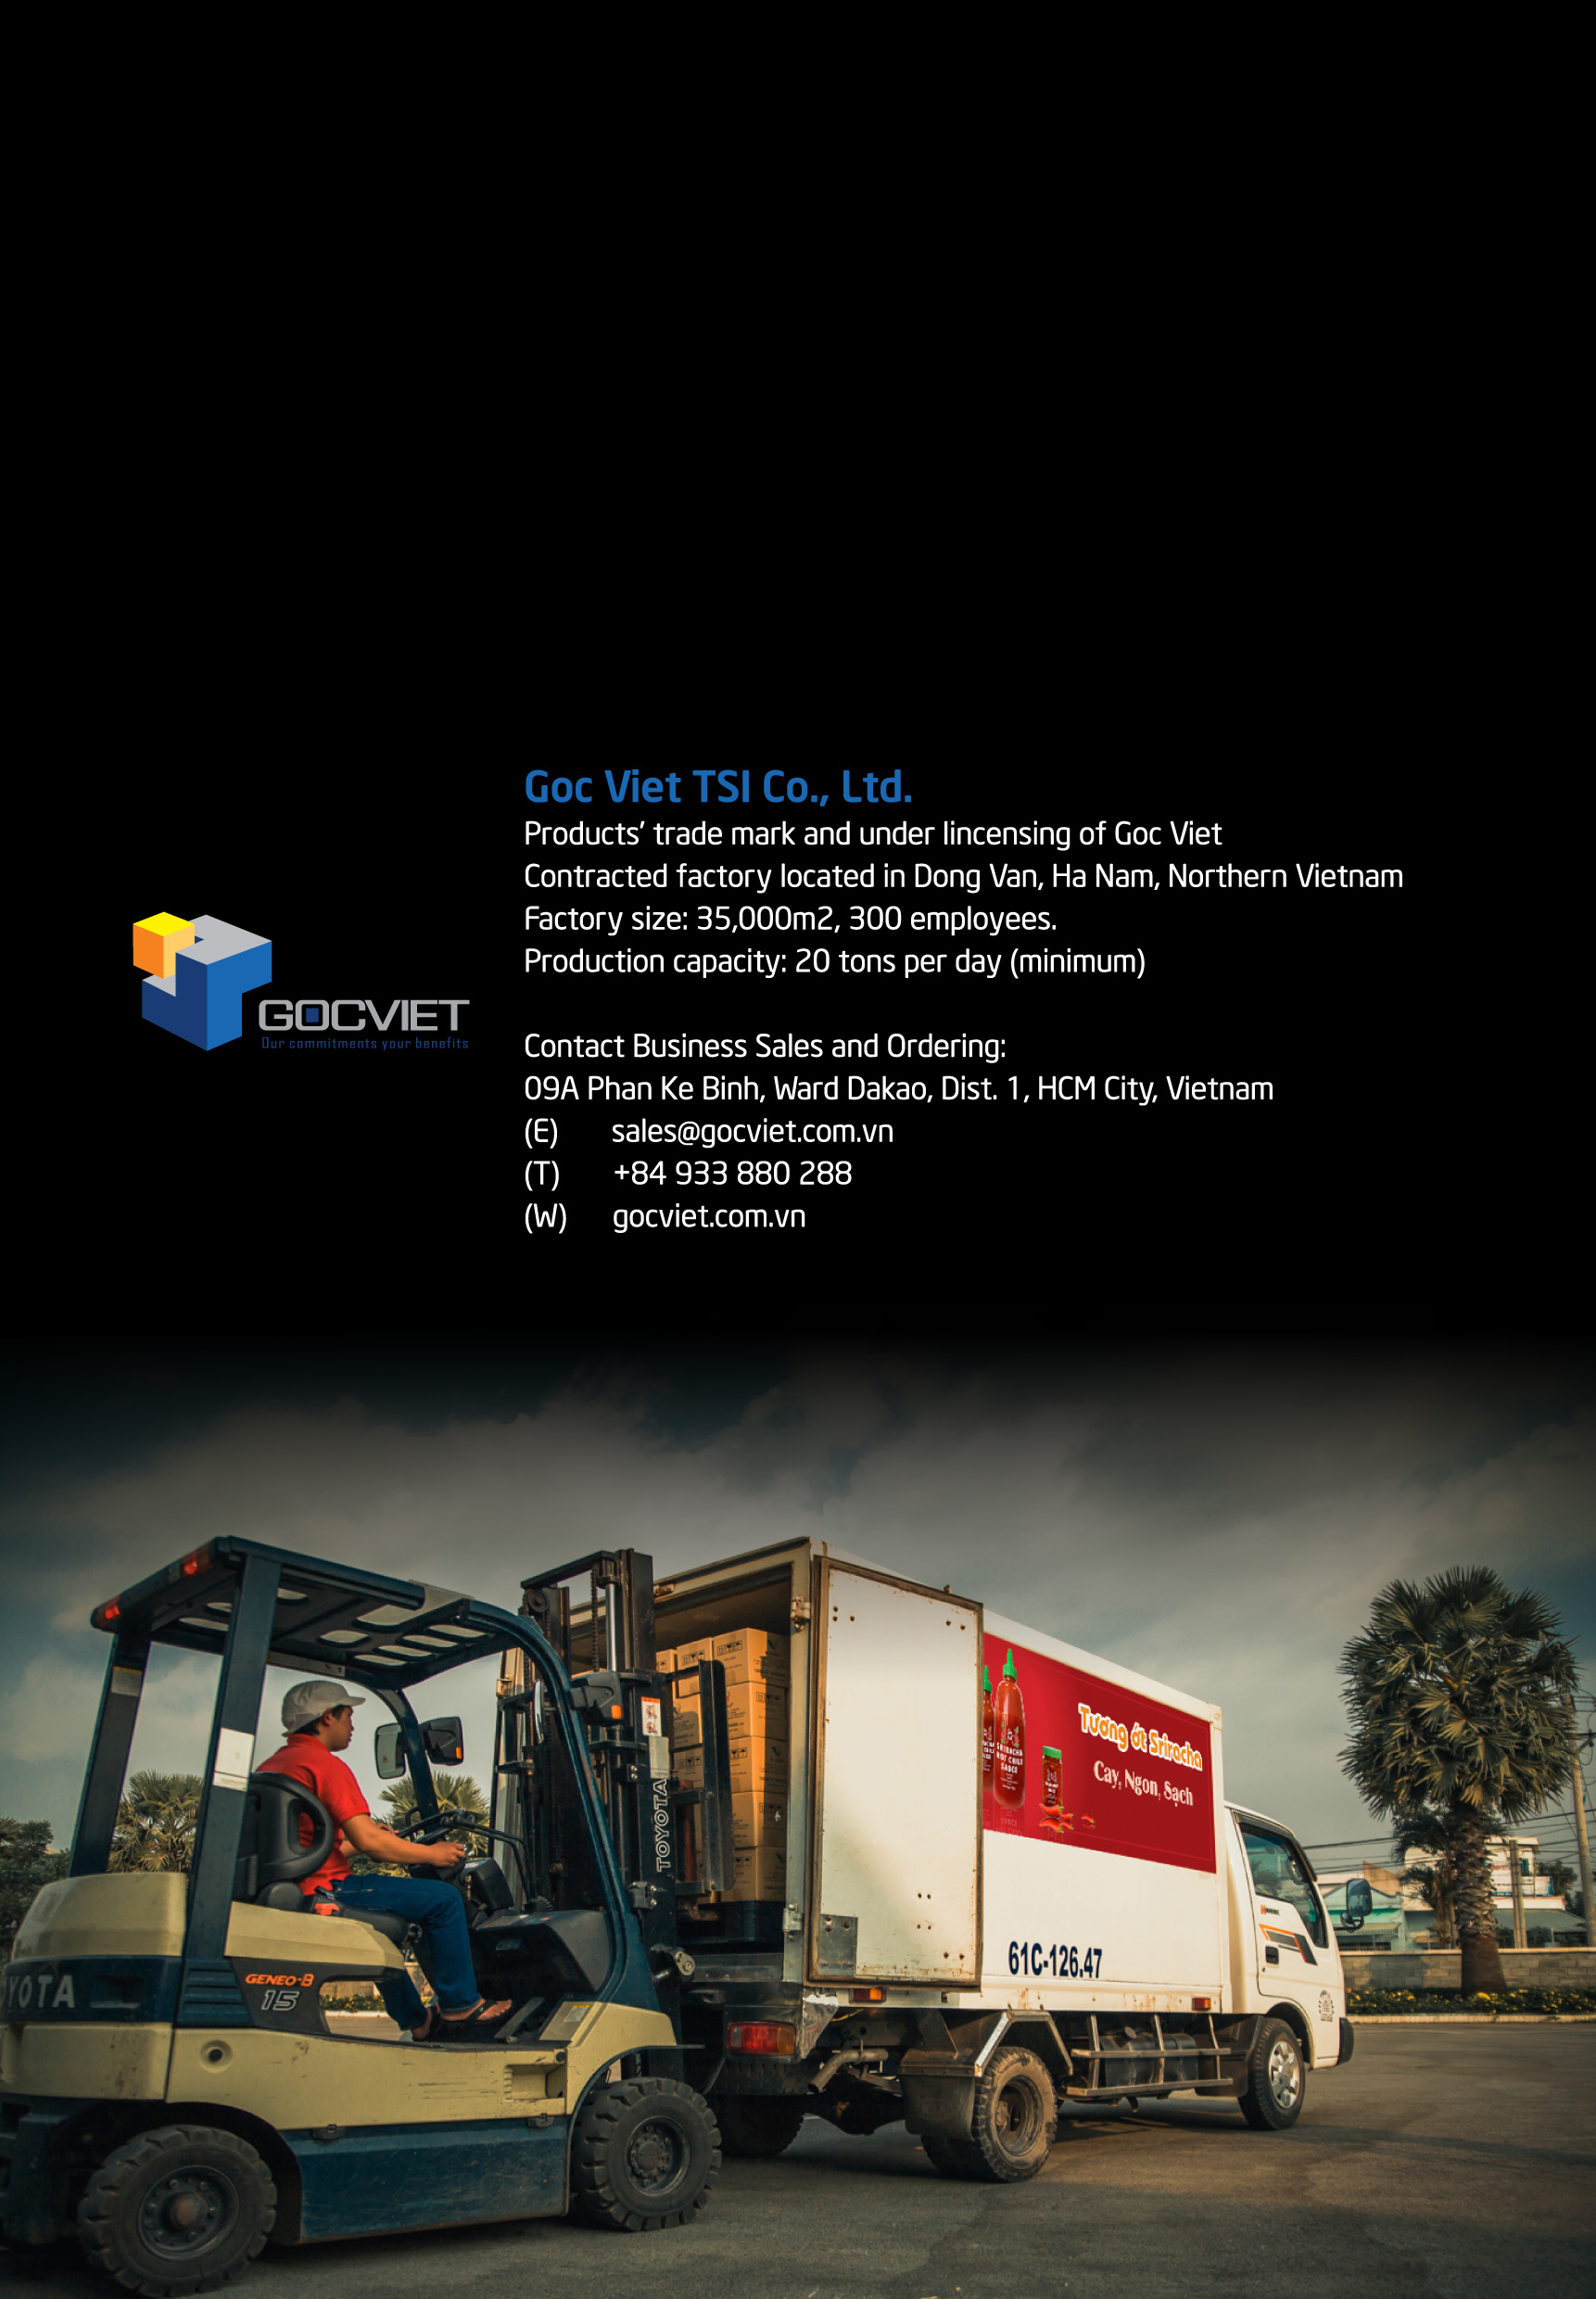 Goc Viet TSI Co., Ltd.
Products’ trade mark and under lincensing of Goc Viet
Contracted factory located in Dong Van, Ha Nam, Northern Vietnam
Factory size: 35,000m2, 300 employees.
Production capacity: 20 tons per day (minimum)
GOCVIET
Our commitments your benefits
Contact Business Sales and Ordering:
09A Phan Ke Binh, Ward Dakao, Dist. 1, HCM City, Vietnam
(E) sales@gocviet.com.vn
(T) +84 933 880 288
(W) gocviet.com.vn
Tương ớt Sriracha
Cay, Ngon, Sạch
SRIRACHA
HOT CHILI
SAUCE
TOYOTA
61C-126.47
YOTA
GENEO-B
15